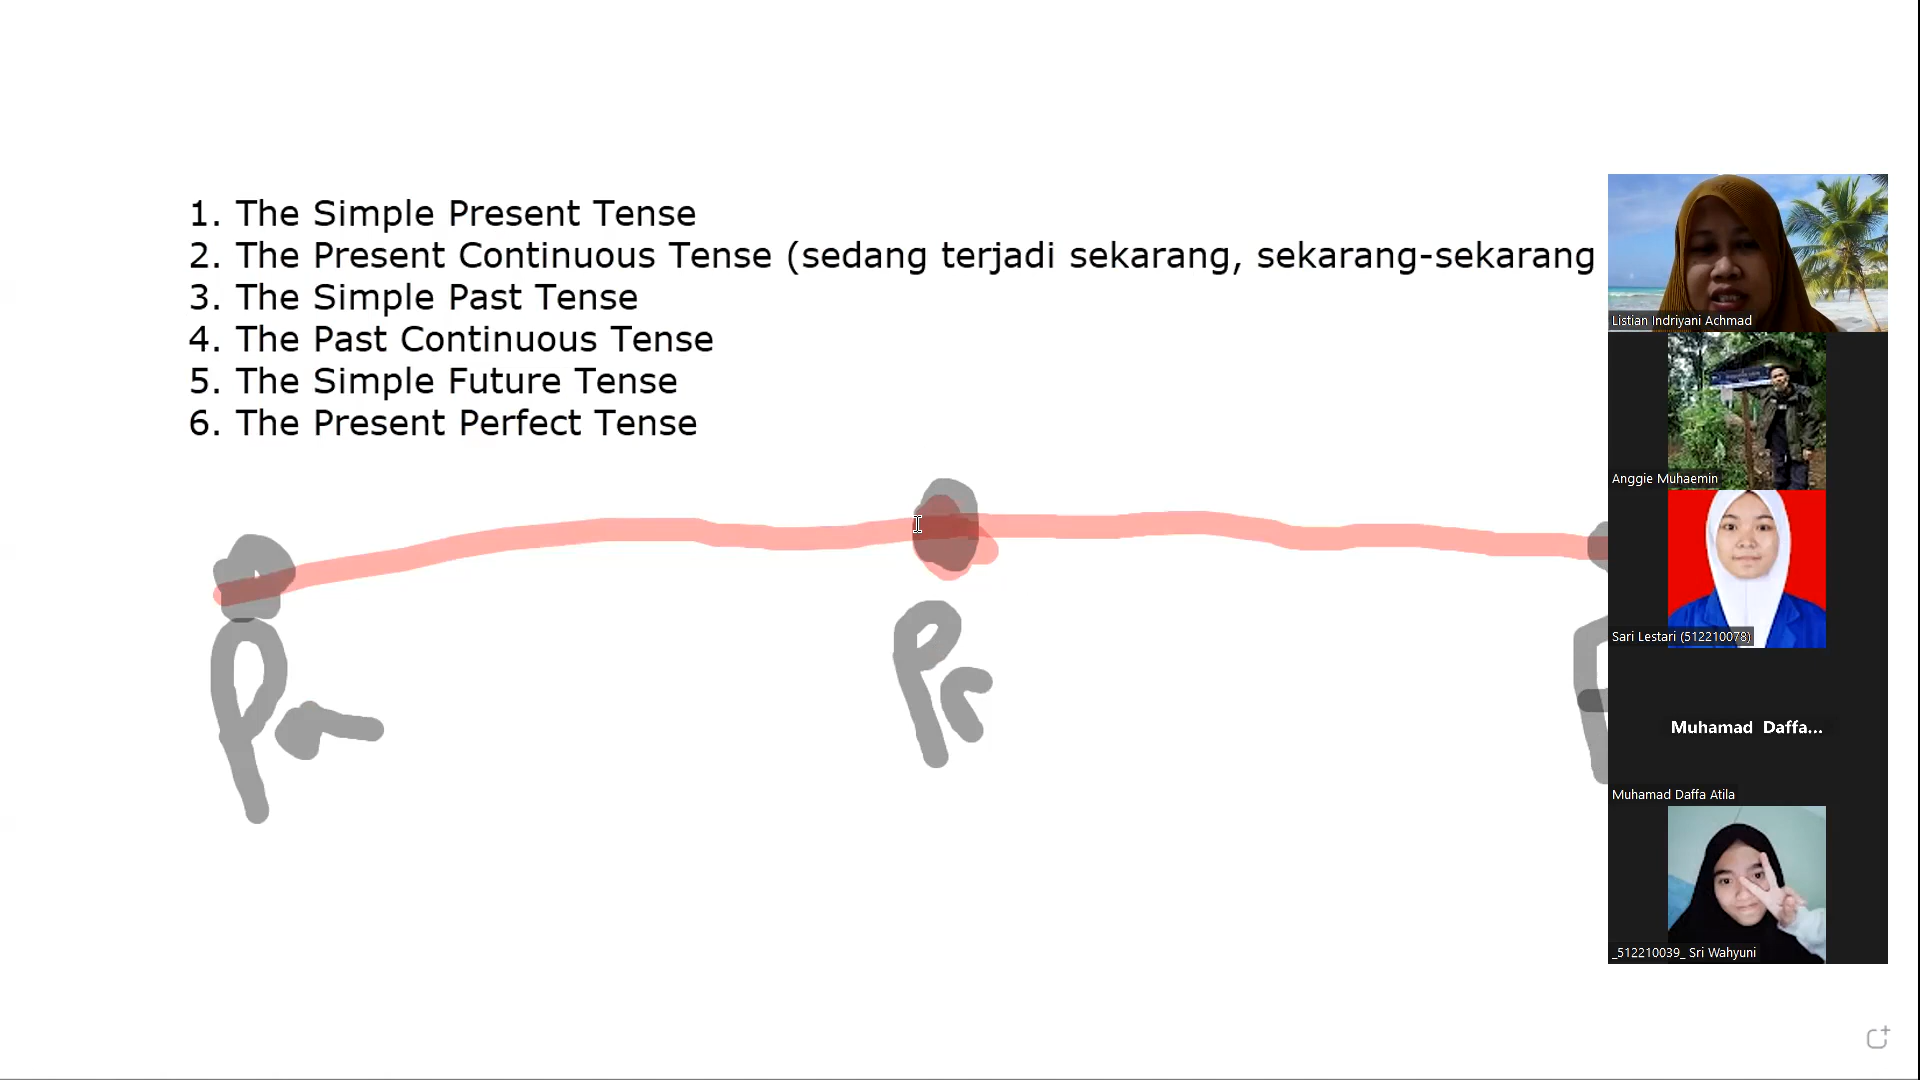 1. The Simple Present Tense
2. The Present Continuous Tense (sedang terjadi sekarang, sekarang-sekarang
3. The Simple Past Tense
4. The Past Continuous Tense
5. The Simple Future Tense
6. The Present Perfect Tense
Pa
Pr
F
Listian Indriyani Achmad
Anggie Muhaemin
Sari Lestari (512210078)
Muhamad Daffa...
Muhamad Daffa Atila
_512210039_ Sri Wahyuni